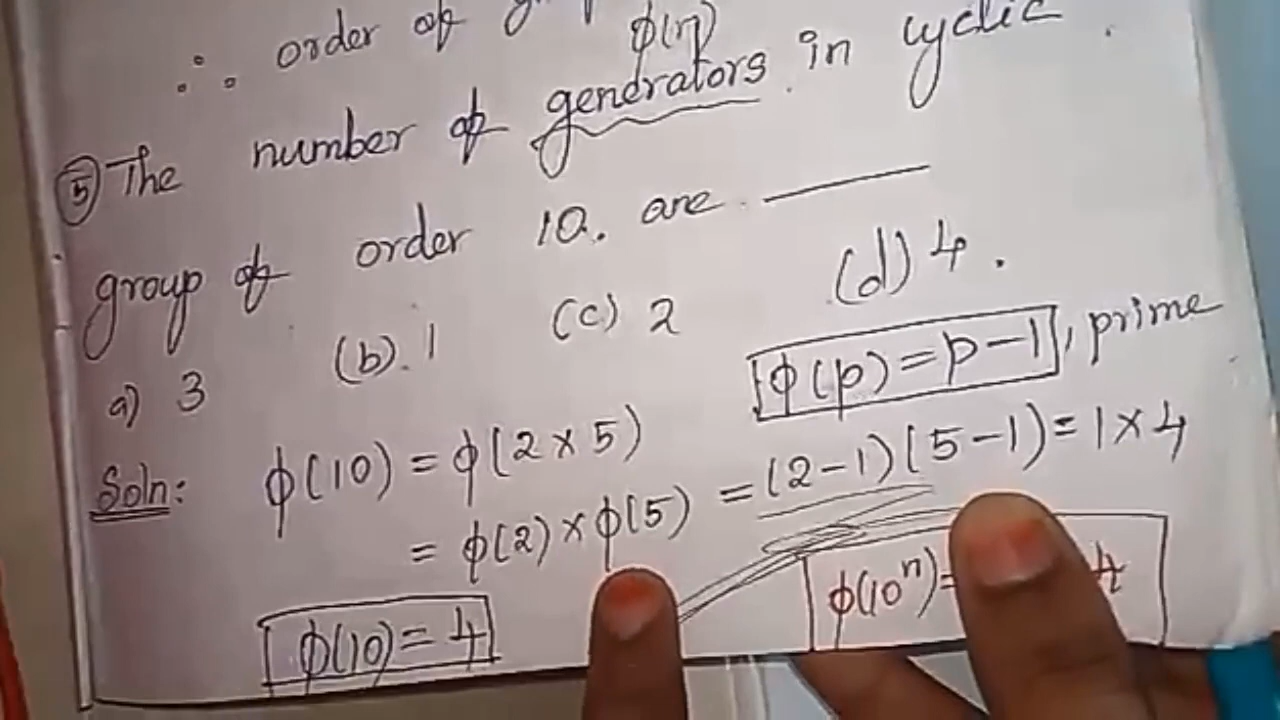 ∴ order of
φ(n)
⑤ The number of generators in cyclic
group of order 10. are ______
a) 3 (b). 1 (c) 2 (d) 4.
φ(p) = p-1, prime
Soln: φ(10) = φ(2 × 5)
= φ(2) × φ(5) = (2-1)(5-1) = 1 × 4
φ(10) = 4
φ(10ⁿ)= 4